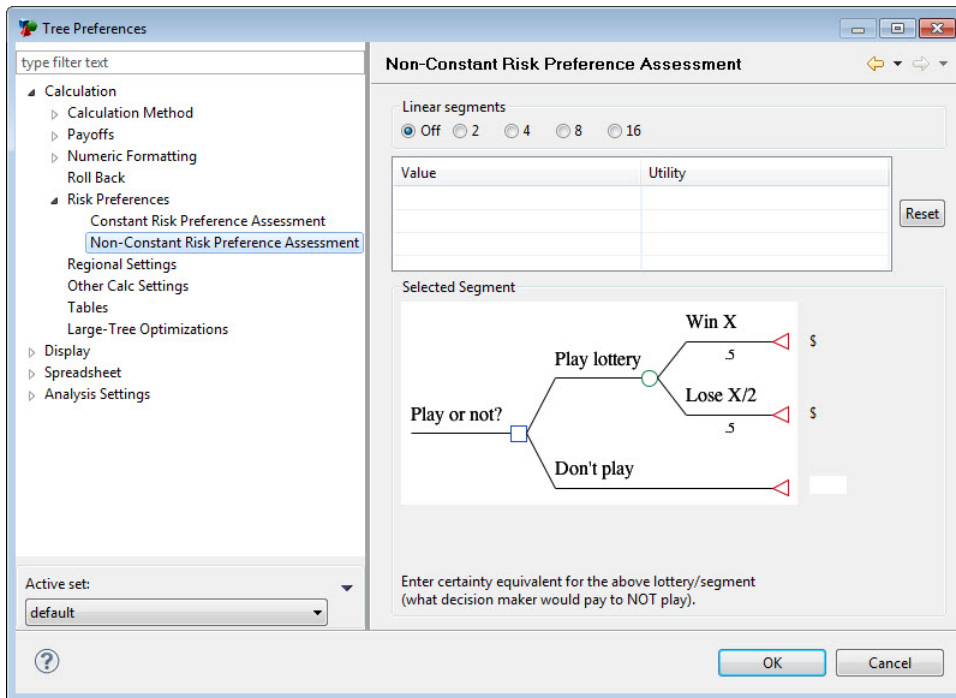 Tree Preferences
type filter text
Calculation
Calculation Method
Payoffs
Numeric Formatting
Roll Back
Risk Preferences
Constant Risk Preference Assessment
Non-Constant Risk Preference Assessment
Regional Settings
Other Calc Settings
Tables
Large-Tree Optimizations
Display
Spreadsheet
Analysis Settings
Active set:
default
Non-Constant Risk Preference Assessment
Linear segments
Off 2 4 8 16
Value Utility
Reset
Selected Segment
Win X
.5
$
Play lottery
Lose X/2
.5
$
Play or not?
Don't play
Enter certainty equivalent for the above lottery/segment
(what decision maker would pay to NOT play).
?
OK Cancel